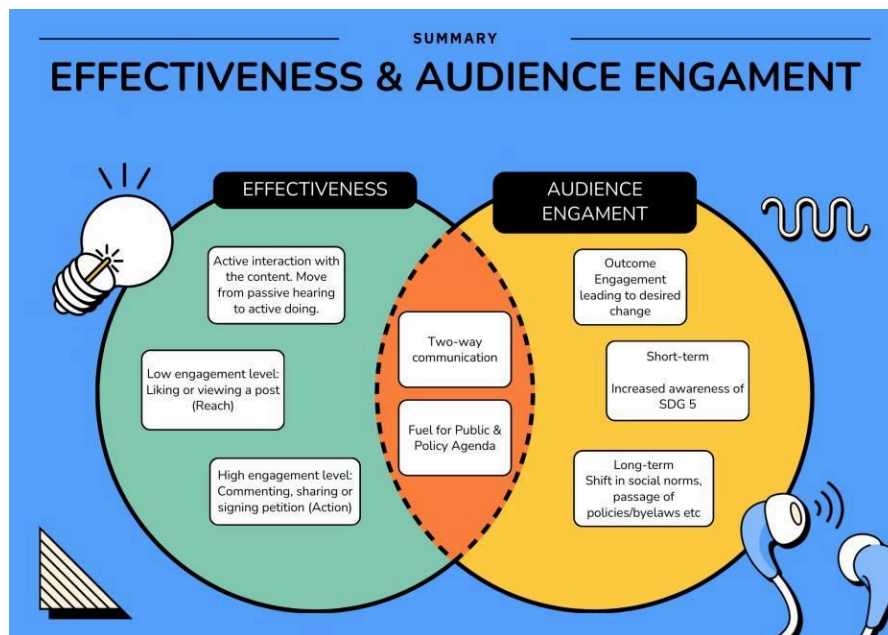 SUMMARY
EFFECTIVENESS & AUDIENCE ENGAMENT
EFFECTIVENESS
Active interaction with
the content. Move
from passive hearing
to active doing.
Low engagement level:
Liking or viewing a post
(Reach)
High engagement level:
Commenting, sharing or
signing petition (Action)
Two-way
communication
Fuel for Public &
Policy Agenda
AUDIENCE
ENGAMENT
Outcome
Engagement
leading to desired
change
Short-term
Increased awareness of
SDG 5
Long-term
Shift in social norms,
passage of
policies/byelaws etc